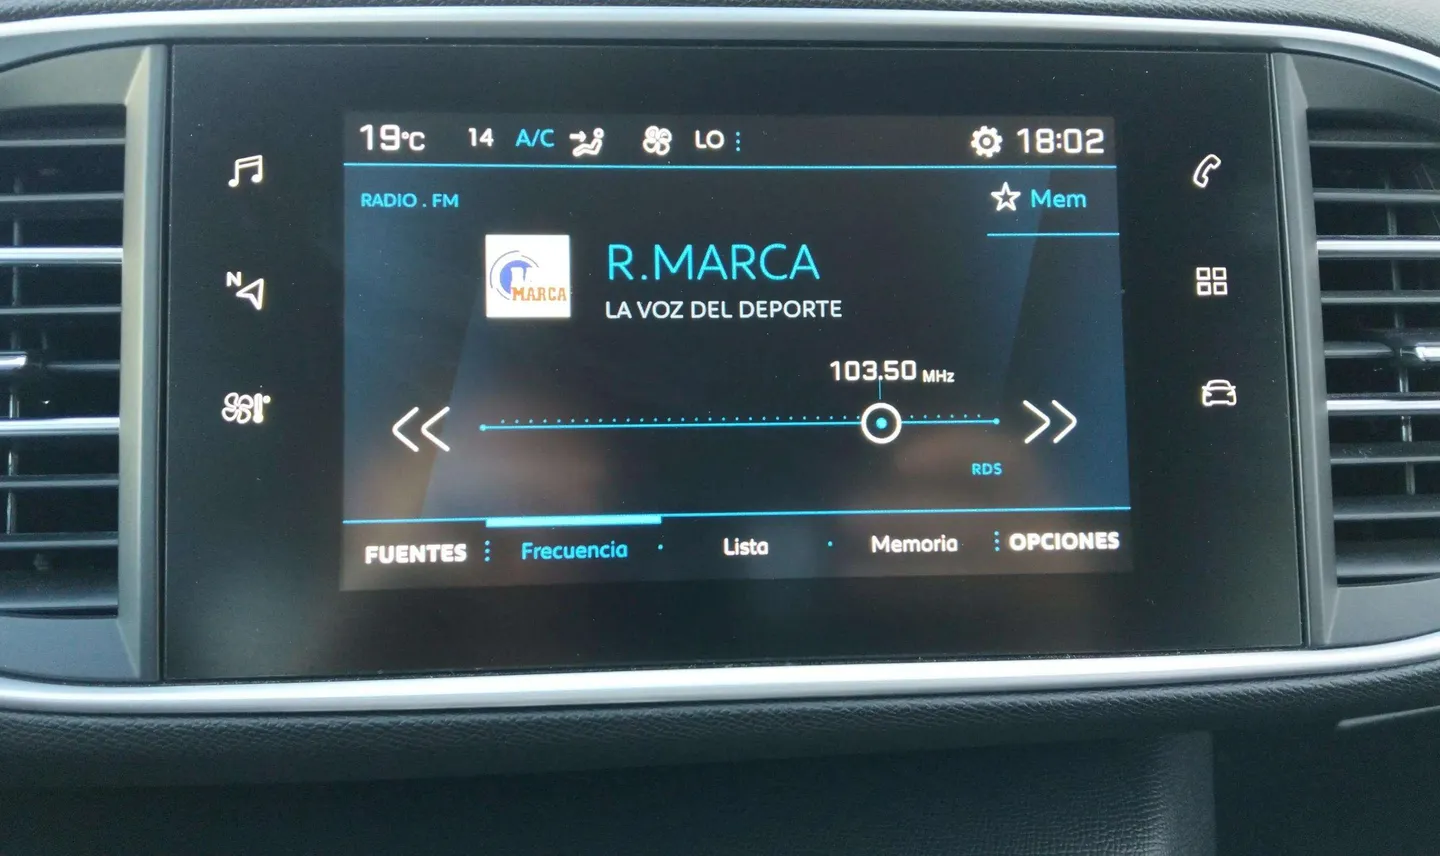 19°C 14 A/C LO 18:02
RADIO . FM
Mem
R.MARCA
MARCA
LA VOZ DEL DEPORTE
103.50 MHz
RDS
FUENTES Frecuencia Lista Memoria OPCIONES
N